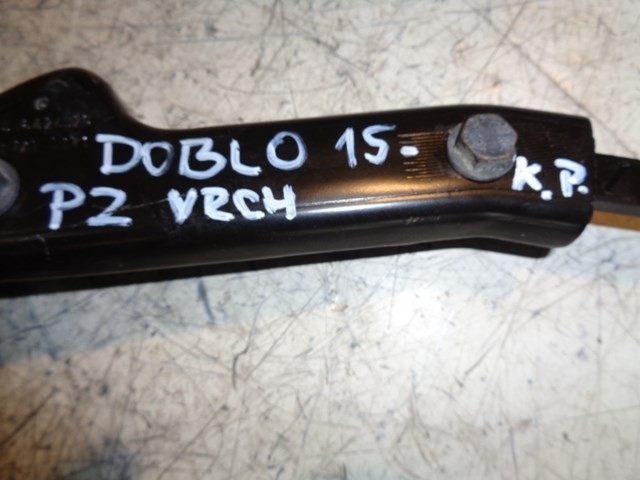 DOBLO 15-
PZ VRCH K.P.